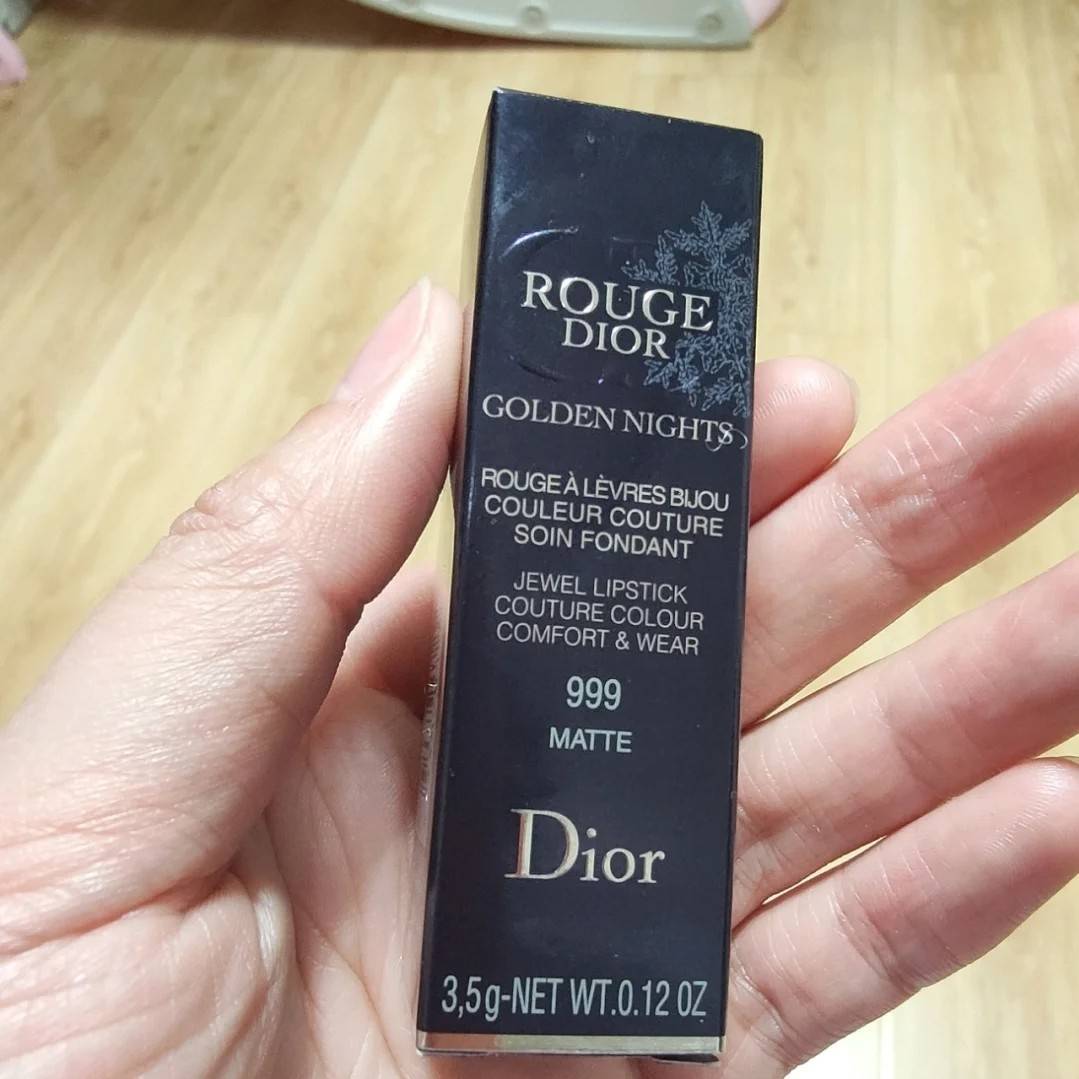 ROUGE
DIOR
GOLDEN NIGHTS
ROUGE À LÈVRES BIJOU
COULEUR COUTURE
SOIN FONDANT
JEWEL LIPSTICK
COUTURE COLOUR
COMFORT & WEAR
999
MATTE
Dior
3,5g-NET WT.0.12 OZ